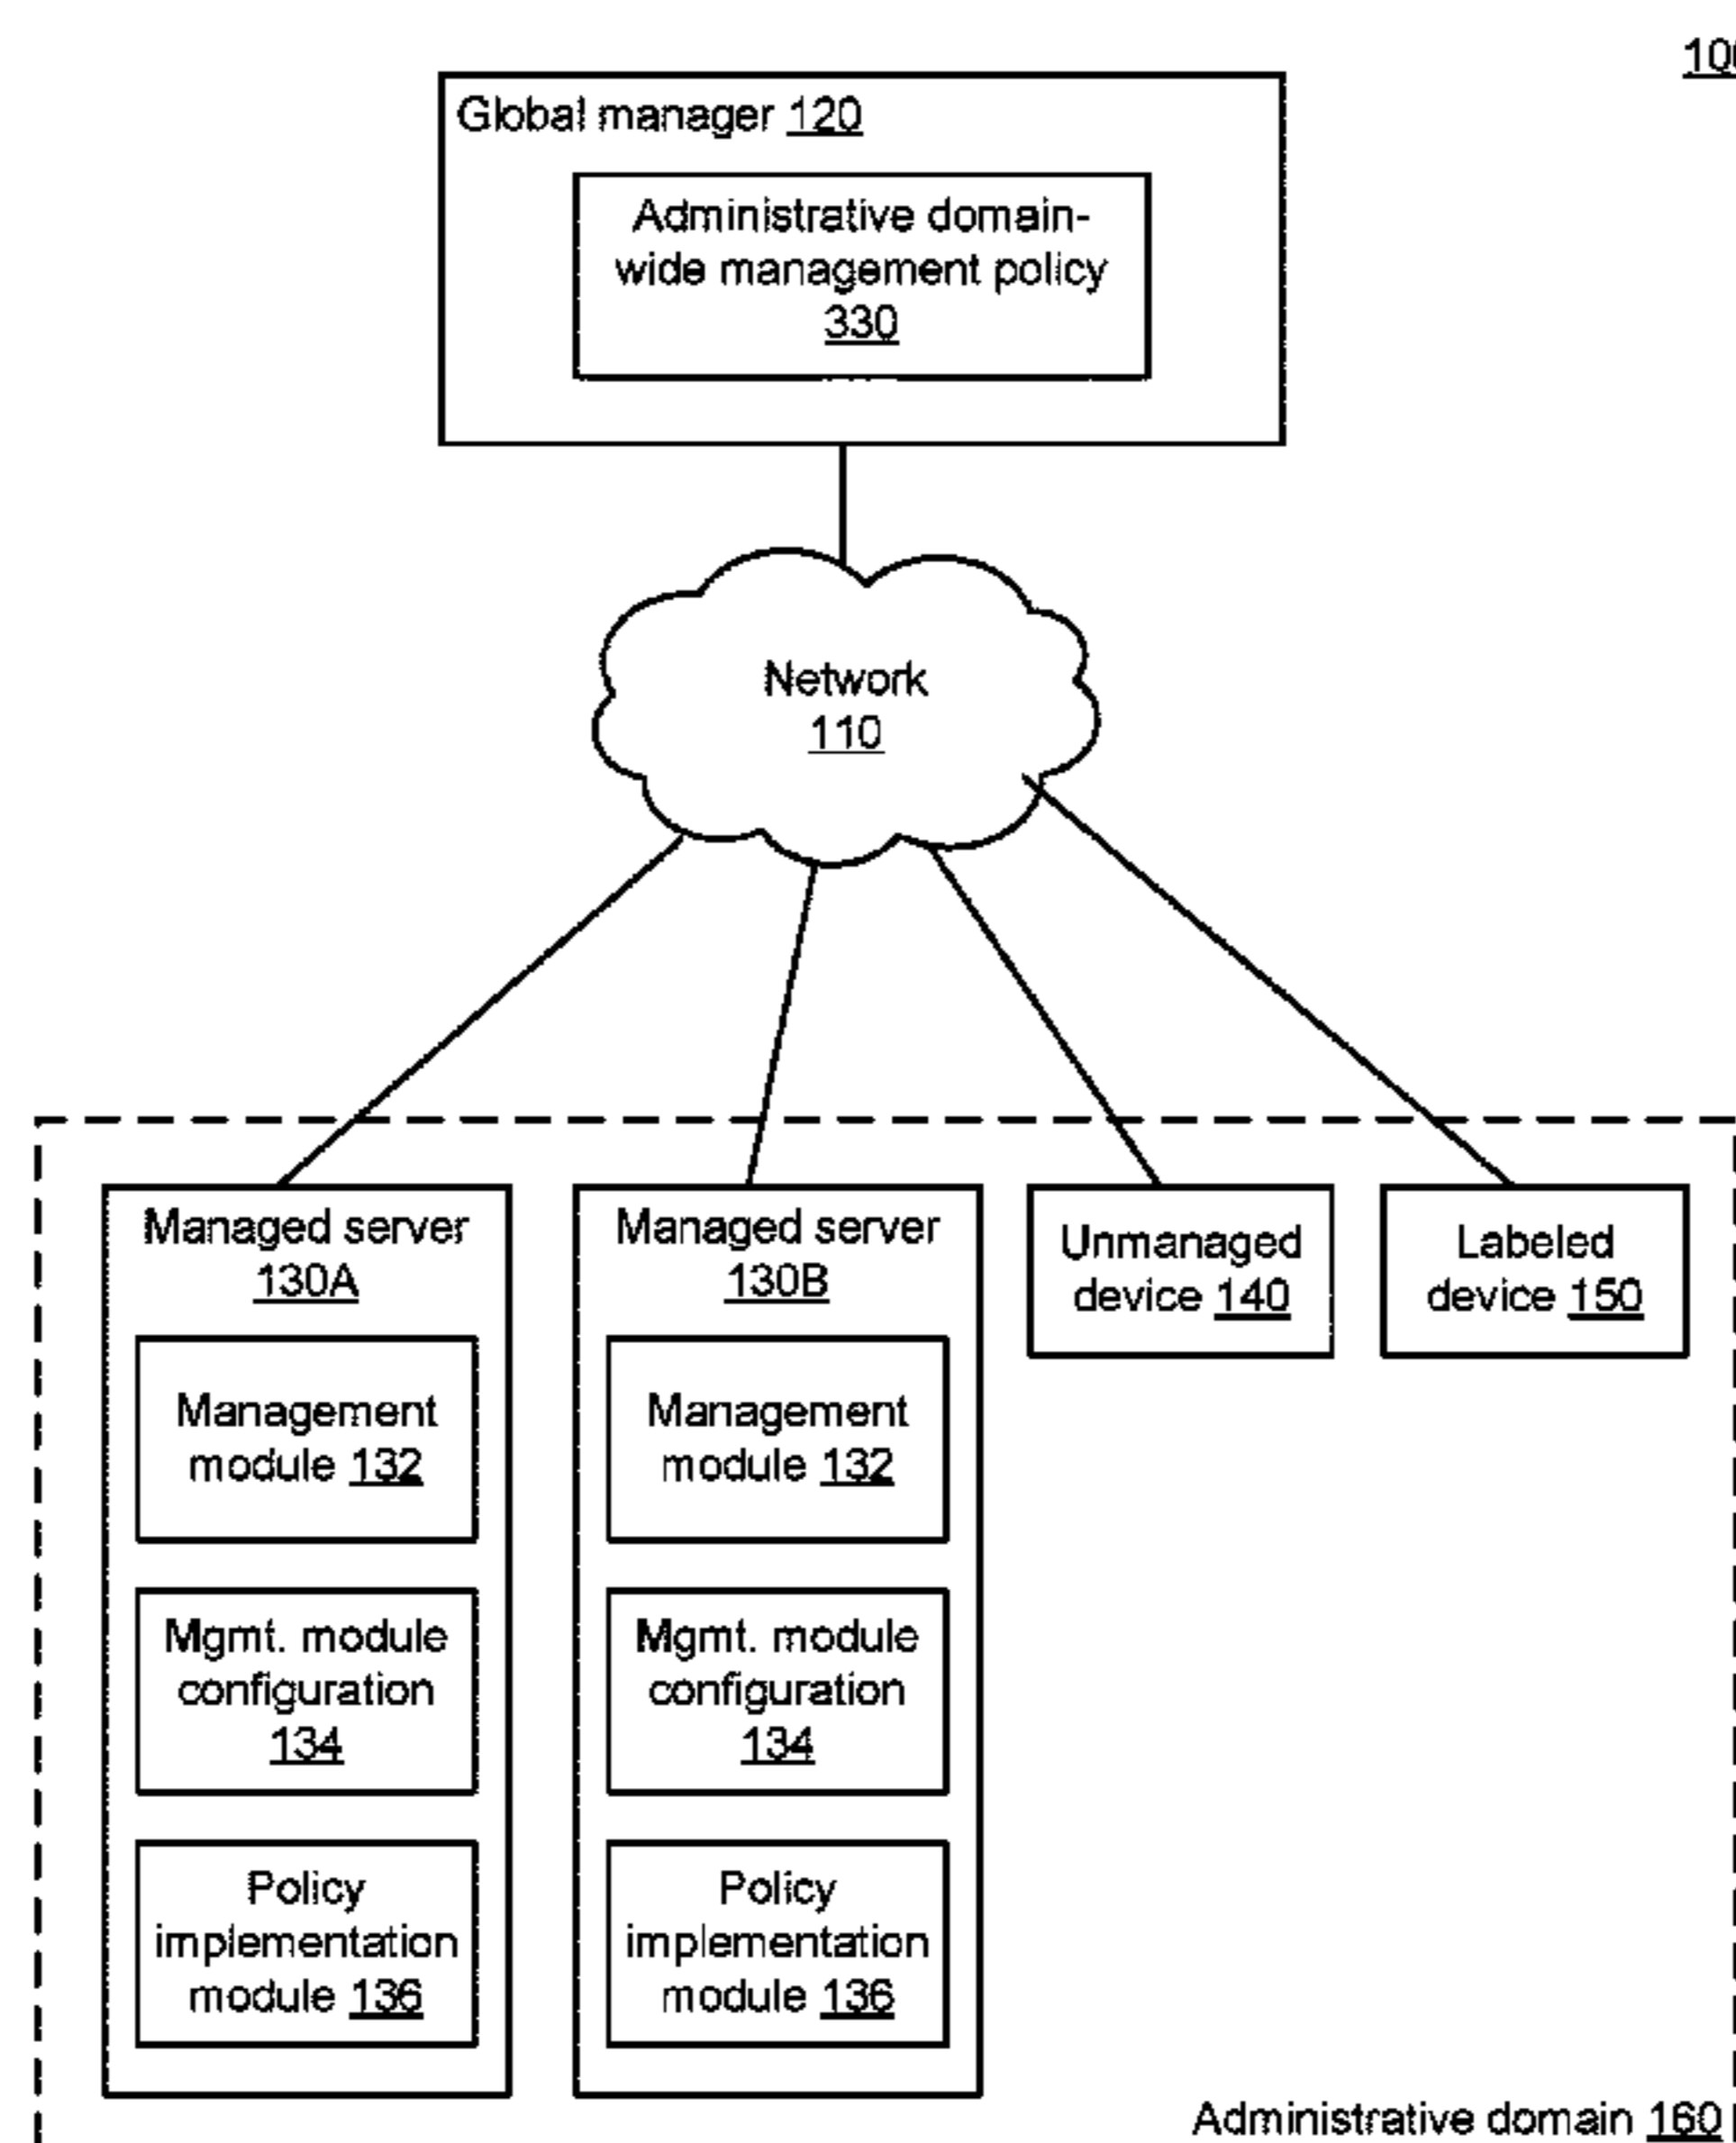 Global manager 120
Administrative domain-
wide management policy
330
Network
110
Managed server
130A
Management
module 132
Mgmt. module
configuration
134
Policy
implementation
module 136
Managed server
130B
Management
module 132
Mgmt. module
configuration
134
Policy
implementation
module 136
Unmanaged
device 140
Labeled
device 150
Administrative domain 160